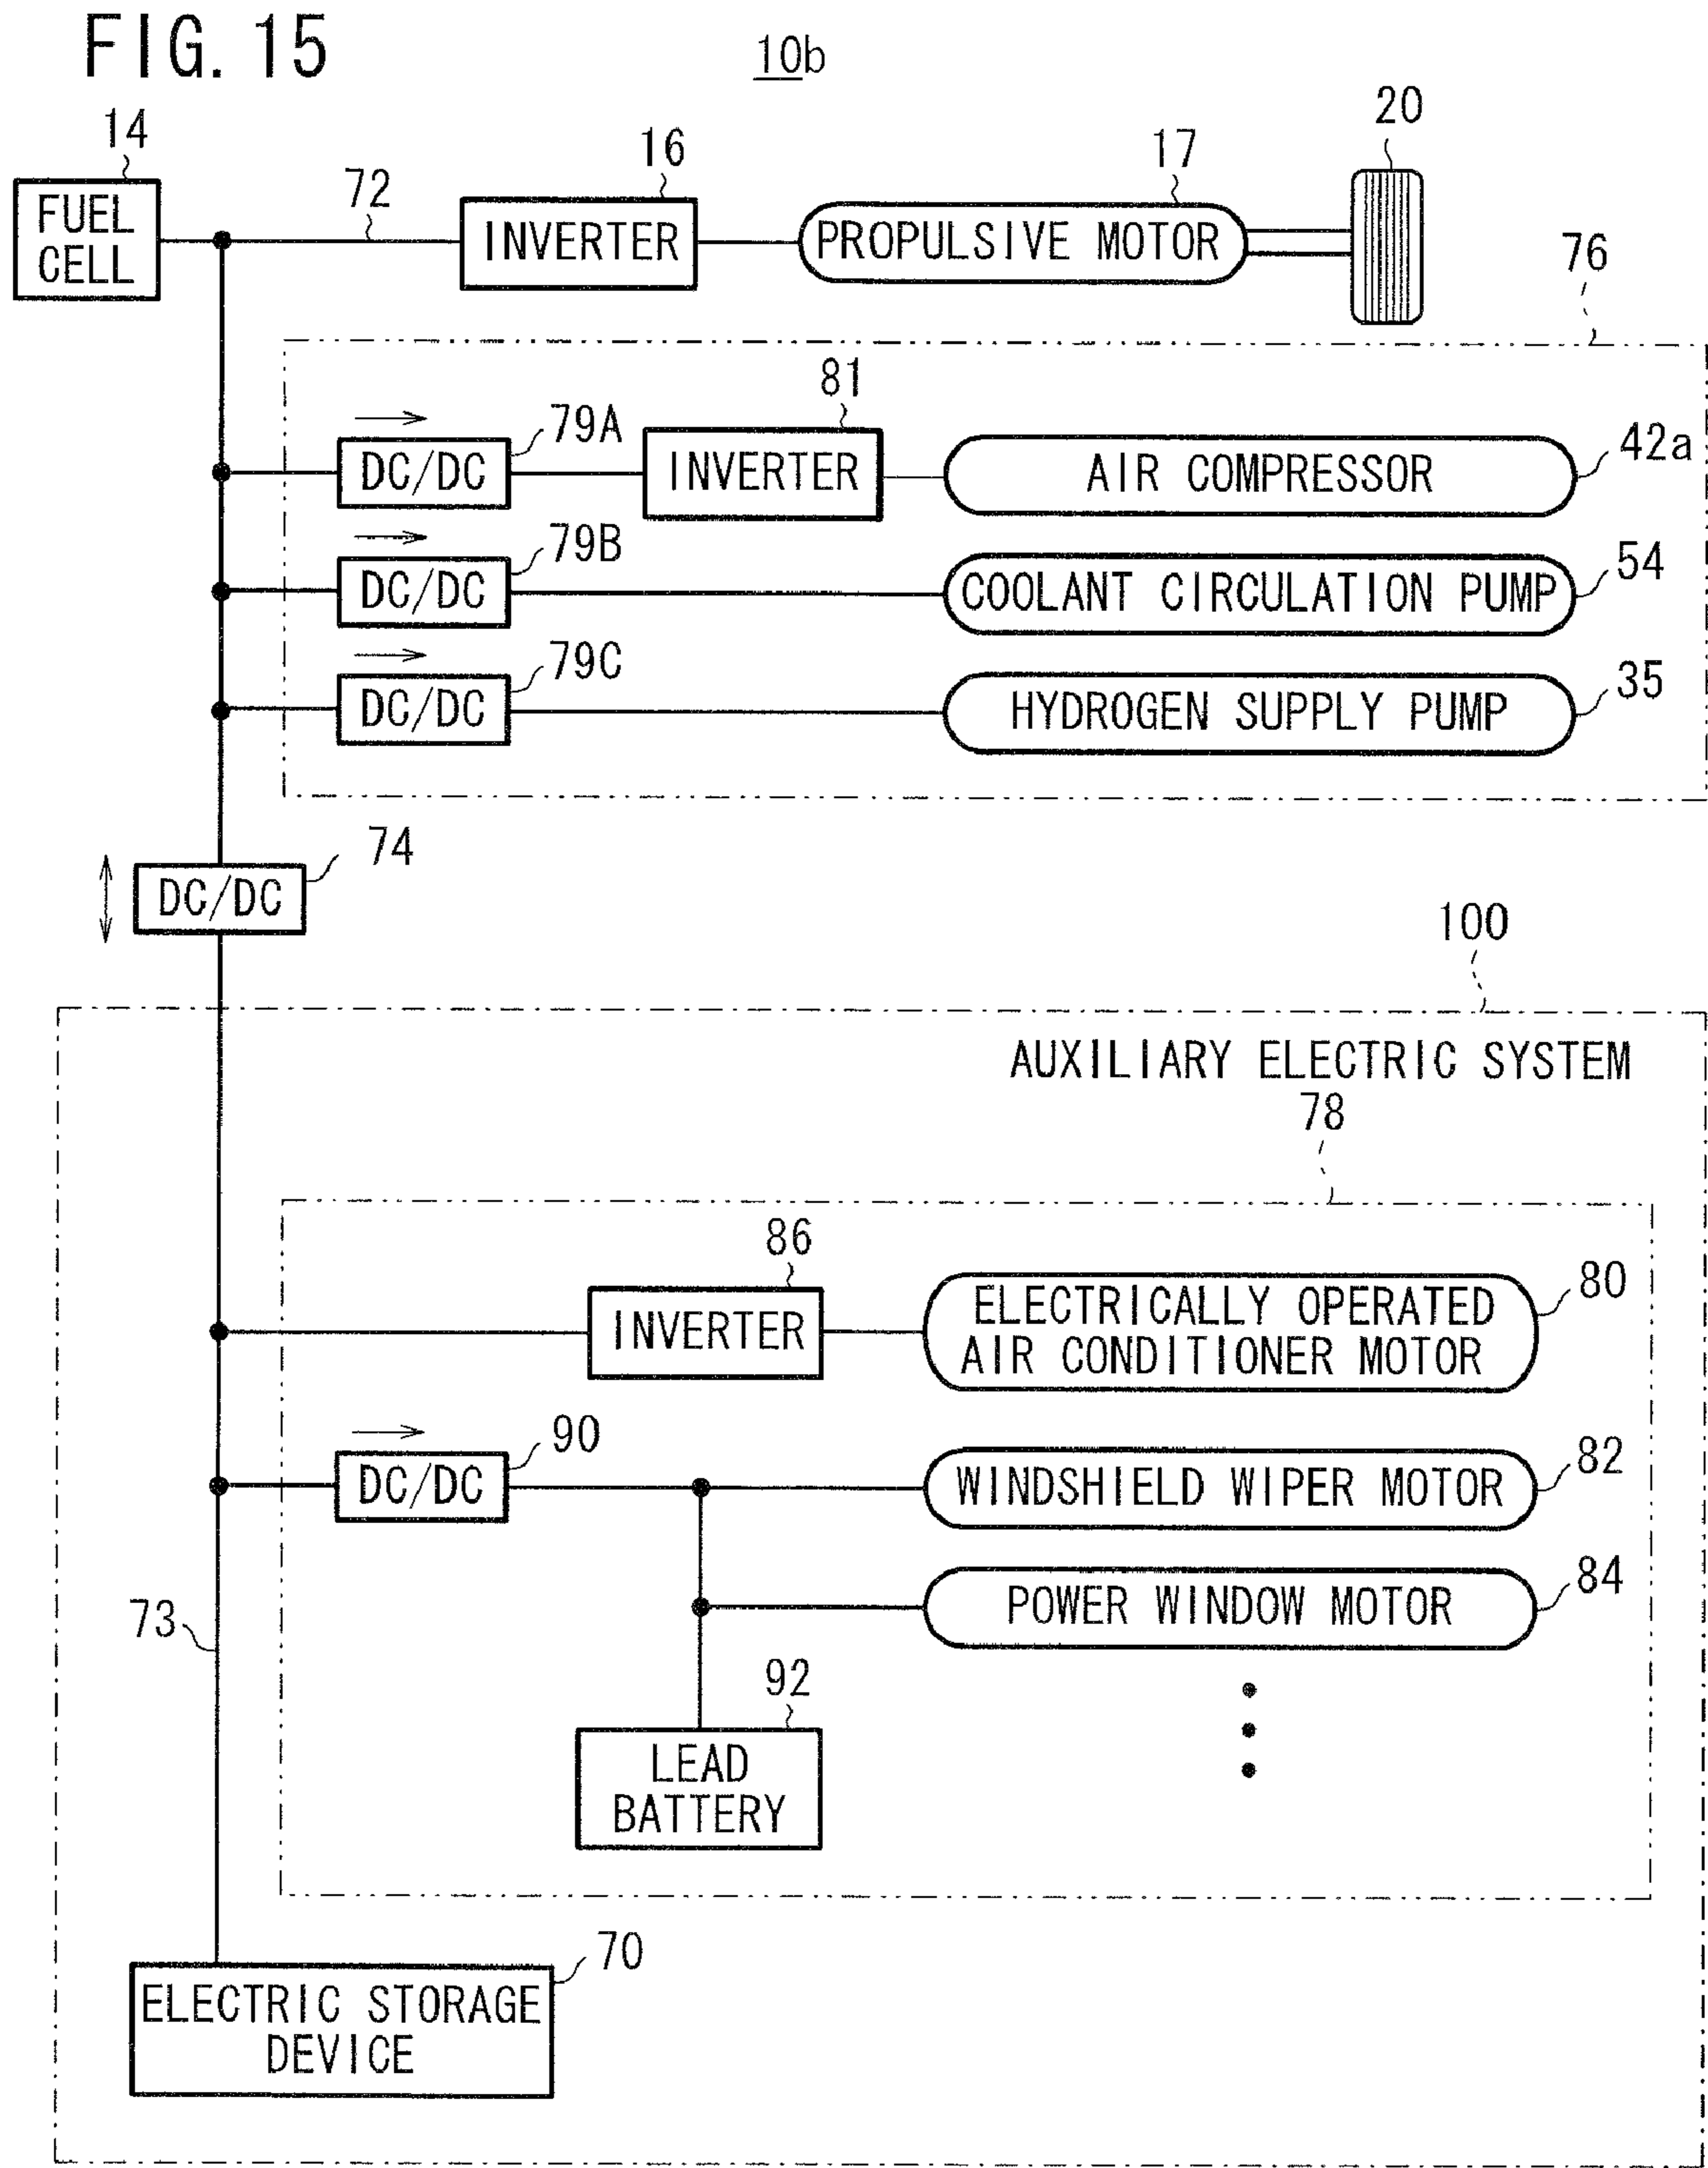 FIG. 15
10b
14
FUEL
CELL
72
16
INVERTER
17
PROPULSIVE MOTOR
20
76
79A
DC/DC
81
INVERTER
AIR COMPRESSOR
42a
79B
DC/DC
COOLANT CIRCULATION PUMP
54
79C
DC/DC
HYDROGEN SUPPLY PUMP
35
74
DC/DC
100
AUXILIARY ELECTRIC SYSTEM
78
86
INVERTER
ELECTRICALLY OPERATED
AIR CONDITIONER MOTOR
80
90
DC/DC
WINDSHIELD WIPER MOTOR
82
POWER WINDOW MOTOR
84
73
92
LEAD
BATTERY
70
ELECTRIC STORAGE
DEVICE